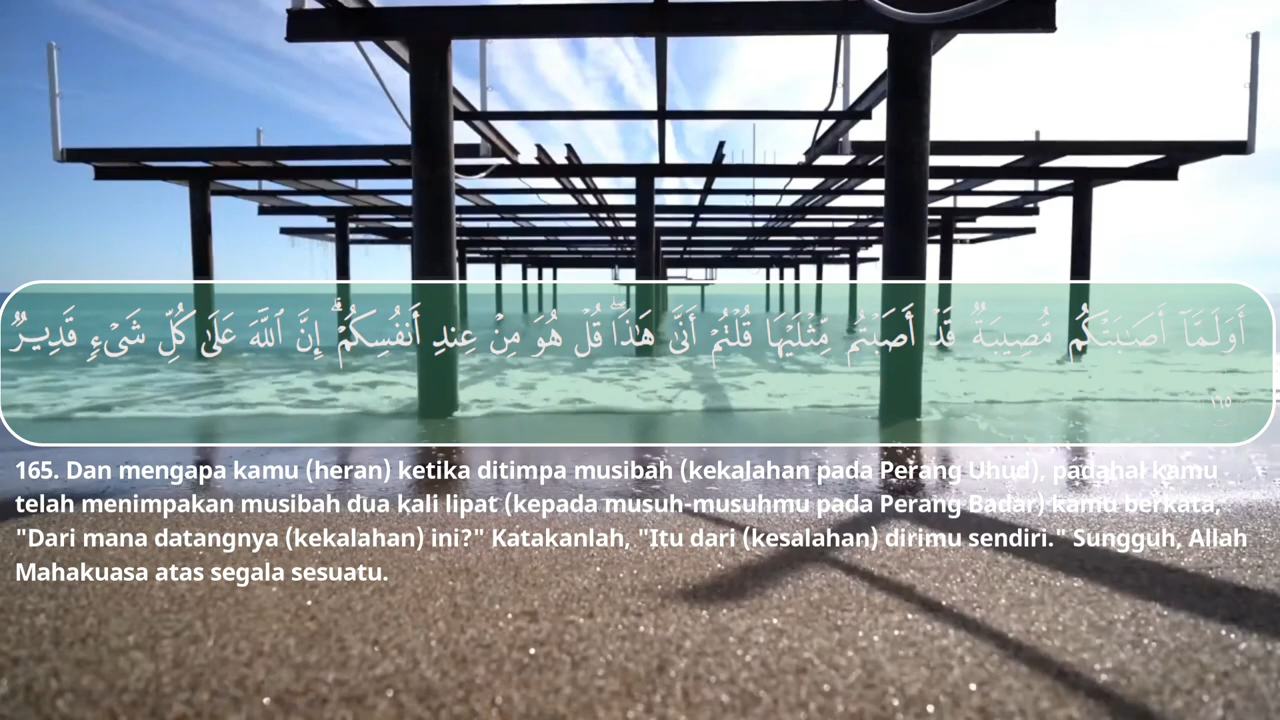 أَوَلَمَّآ أَصَـٰبَتْكُم مُّصِيبَةٌ قَدْ أَصَبْتُم مِّثْلَيْهَا قُلْتُمْ أَنَّىٰ هَـٰذَا ۖ قُلْ هُوَ مِنْ عِندِ أَنفُسِكُمْ ۗ إِنَّ ٱللَّهَ عَلَىٰ كُلِّ شَىْءٍ قَدِيرٌ
١٦٥
165. Dan mengapa kamu (heran) ketika ditimpa musibah (kekalahan pada Perang Uhud), padahal kamu
telah menimpakan musibah dua kali lipat (kepada musuh-musuhmu pada Perang Badar) kamu berkata,
"Dari mana datangnya (kekalahan) ini?" Katakanlah, "Itu dari (kesalahan) dirimu sendiri." Sungguh, Allah
Mahakuasa atas segala sesuatu.